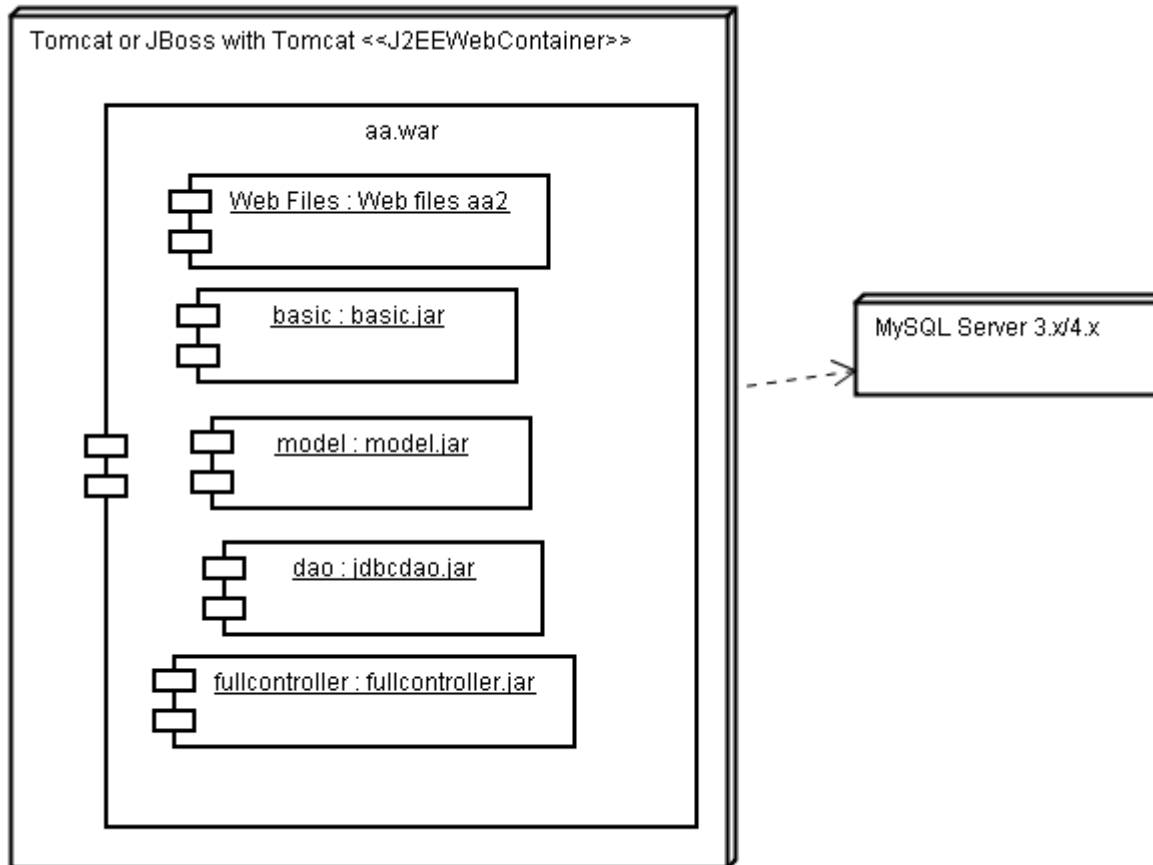 Tomcat or JBoss with Tomcat <<J2EEWebContainer>>
aa.war
Web Files : Web files aa2
basic : basic.jar
model : model.jar
dao : jdbcdao.jar
fullcontroller : fullcontroller.jar
MySQL Server 3.x/4.x